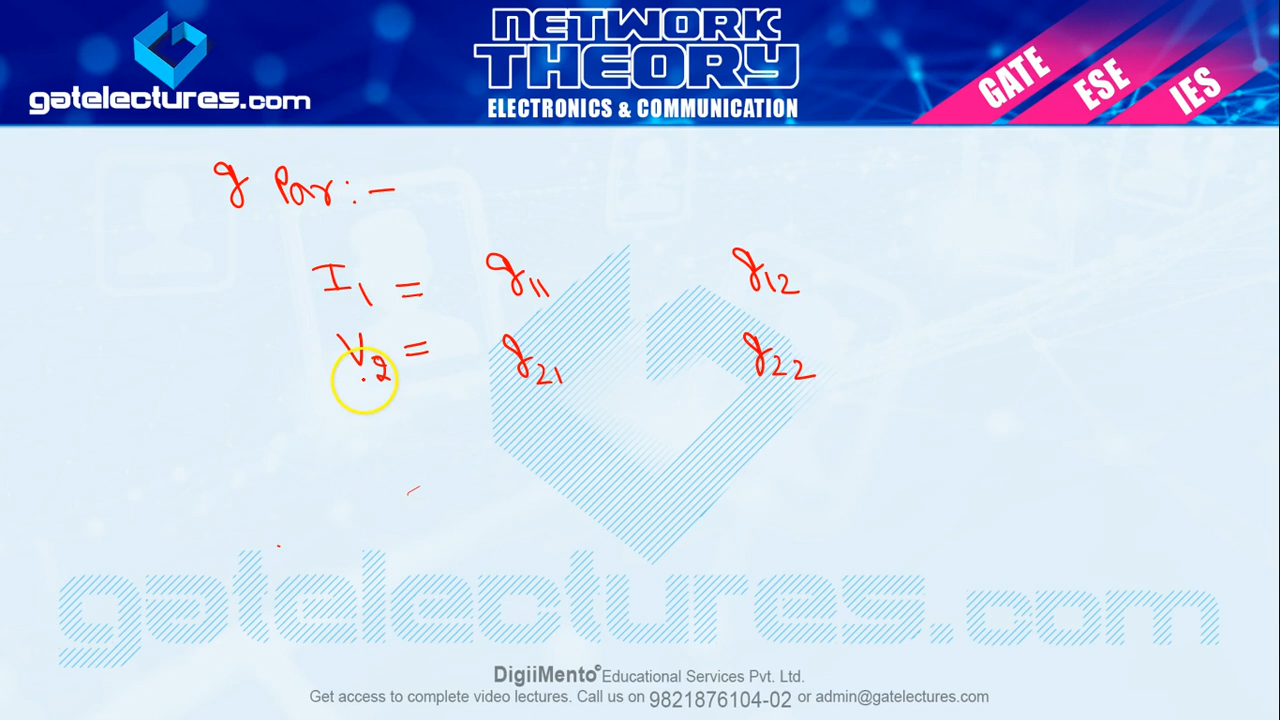 gatelectures.com
NETWORK
THEORY
ELECTRONICS & COMMUNICATION
GATE
ESE
IES
g Par:-
I1 = g11 g12
V2 = g21 g22
gatelectures.com
DigiiMento© Educational Services Pvt. Ltd.
Get access to complete video lectures. Call us on 9821876104-02 or admin@gatelectures.com